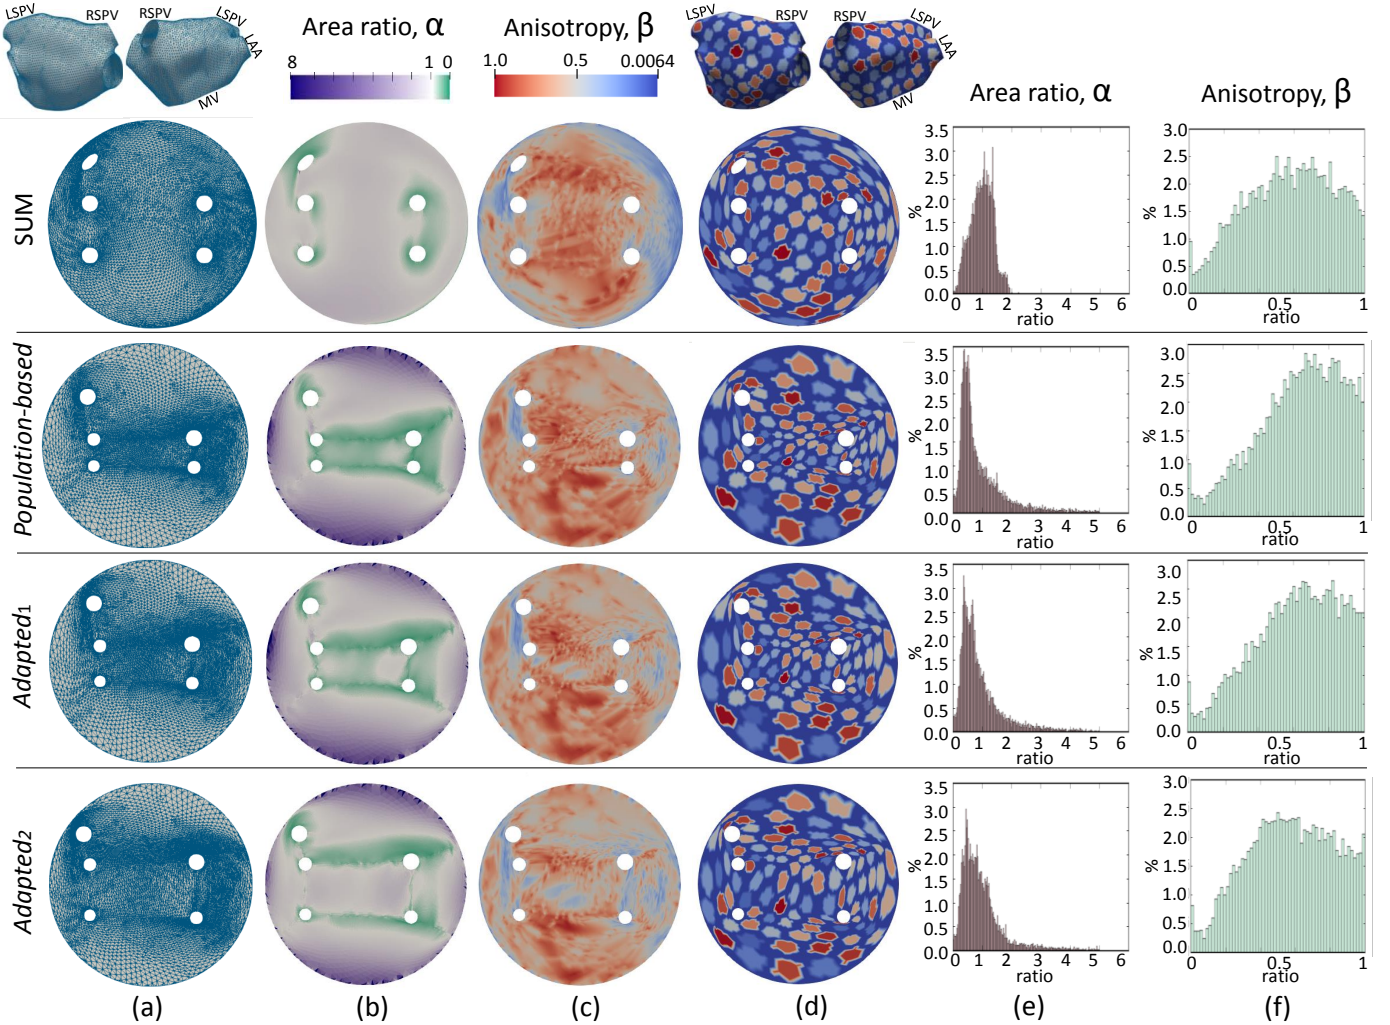 LSPV RSPV RSPV LSPV LAA MV
Area ratio, α
8 1 0
Anisotropy, β
1.0 0.5 0.0064
LSPV RSPV RSPV LSPV LAA MV
Area ratio, α
Anisotropy, β
SUM
%
3.5
3.0
2.5
2.0
1.5
1.0
0.5
0.0
0 1 2 3 4 5 6
ratio
%
3.0
2.5
2.0
1.5
1.0
0.5
0.0
0 0.5 1
ratio
Population-based
%
3.5
3.0
2.5
2.0
1.5
1.0
0.5
0.0
0 1 2 3 4 5 6
ratio
%
3.0
2.5
2.0
1.5
1.0
0.5
0.0
0 0.5 1
ratio
Adapted1
%
3.5
3.0
2.5
2.0
1.5
1.0
0.5
0.0
0 1 2 3 4 5 6
ratio
%
3.0
2.5
2.0
1.5
1.0
0.5
0.0
0 0.5 1
ratio
Adapted2
%
3.5
3.0
2.5
2.0
1.5
1.0
0.5
0.0
0 1 2 3 4 5 6
ratio
%
3.0
2.5
2.0
1.5
1.0
0.5
0.0
0 0.5 1
ratio
(a) (b) (c) (d) (e) (f)